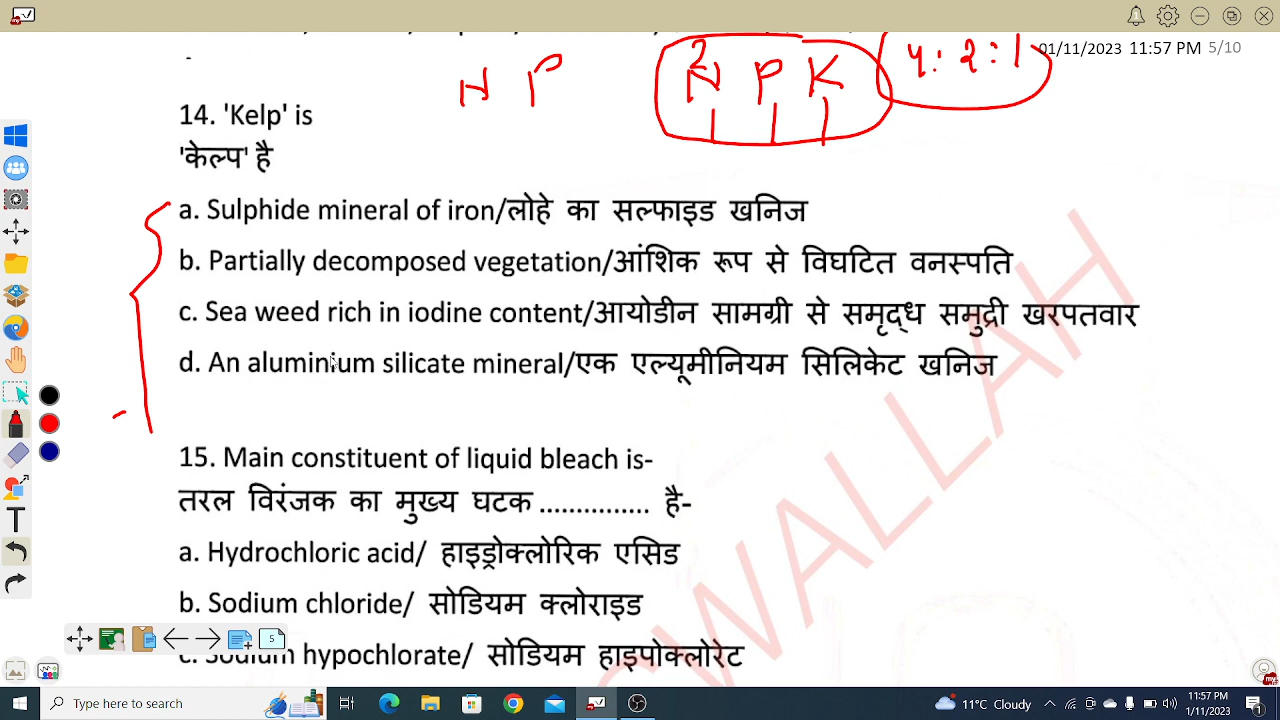 N P
2
N P K
4:2:1
01/11/2023 11:57 PM 5/10
14. 'Kelp' is
'केल्प' है
a. Sulphide mineral of iron/लोहे का सल्फाइड खनिज
b. Partially decomposed vegetation/आंशिक रूप से विघटित वनस्पति
c. Sea weed rich in iodine content/आयोडीन सामग्री से समृद्ध समुद्री खरपतवार
d. An aluminium silicate mineral/एक एल्यूमीनियम सिलिकेट खनिज
15. Main constituent of liquid bleach is-
तरल विरंजक का मुख्य घटक ............... है-
a. Hydrochloric acid/ हाइड्रोक्लोरिक एसिड
b. Sodium chloride/ सोडियम क्लोराइड
c. Sodium hypochlorate/ सोडियम हाइपोक्लोरेट
WALLAH
T
5
Type here to search
11°C Cloudy
11:57 PM
1/11/2023